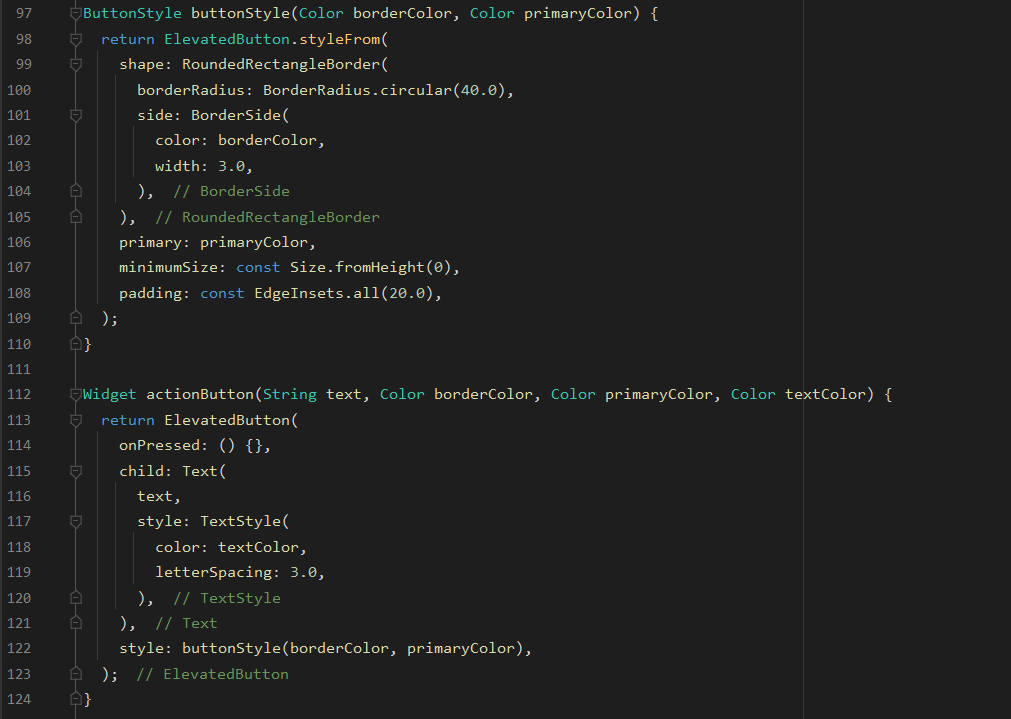 97 ButtonStyle buttonStyle(Color borderColor, Color primaryColor) {
98   return ElevatedButton.styleFrom(
99     shape: RoundedRectangleBorder(
100       borderRadius: BorderRadius.circular(40.0),
101       side: BorderSide(
102         color: borderColor,
103         width: 3.0,
104       ),  // BorderSide
105     ),  // RoundedRectangleBorder
106     primary: primaryColor,
107     minimumSize: const Size.fromHeight(0),
108     padding: const EdgeInsets.all(20.0),
109   );
110 }
111
112 Widget actionButton(String text, Color borderColor, Color primaryColor, Color textColor) {
113   return ElevatedButton(
114     onPressed: () {},
115     child: Text(
116       text,
117       style: TextStyle(
118         color: textColor,
119         letterSpacing: 3.0,
120       ),  // TextStyle
121     ),  // Text
122     style: buttonStyle(borderColor, primaryColor),
123   );  // ElevatedButton
124 }